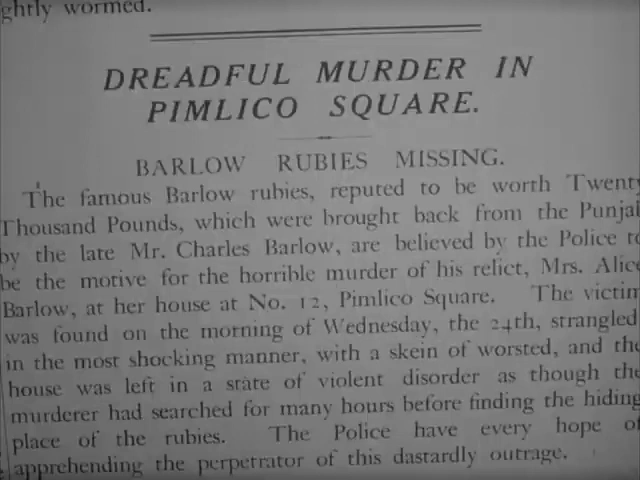 ghtly wormed.
DREADFUL MURDER IN
PIMLICO SQUARE.
BARLOW RUBIES MISSING.
The famous Barlow rubies, reputed to be worth Twenty
Thousand Pounds, which were brought back from the Punjab
by the late Mr. Charles Barlow, are believed by the Police to
be the motive for the horrible murder of his relict, Mrs. Alice
Barlow, at her house at No. 12, Pimlico Square. The victim
was found on the morning of Wednesday, the 24th, strangled
in the most shocking manner, with a skein of worsted, and the
house was left in a state of violent disorder as though the
murderer had searched for many hours before finding the hiding
place of the rubies. The Police have every hope of
apprehending the perpetrator of this dastardly outrage.